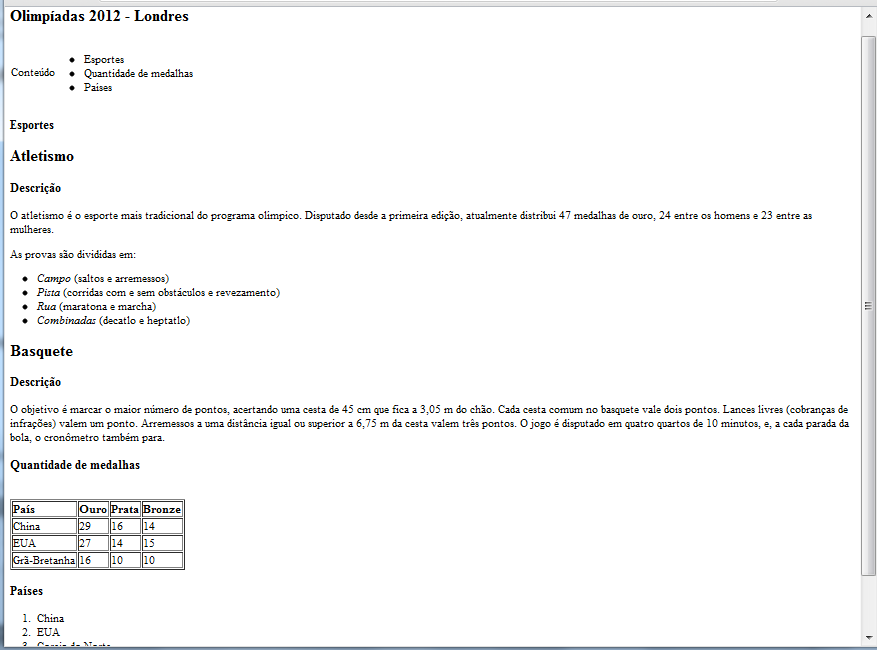 Olimpíadas 2012 - Londres
Conteúdo
Esportes
Quantidade de medalhas
Países
Esportes
Atletismo
Descrição
O atletismo é o esporte mais tradicional do programa olímpico. Disputado desde a primeira edição, atualmente distribui 47 medalhas de ouro, 24 entre os homens e 23 entre as
mulheres.
As provas são divididas em:
Campo (saltos e arremessos)
Pista (corridas com e sem obstáculos e revezamento)
Rua (maratona e marcha)
Combinadas (decatlo e heptatlo)
Basquete
Descrição
O objetivo é marcar o maior número de pontos, acertando uma cesta de 45 cm que fica a 3,05 m do chão. Cada cesta comum no basquete vale dois pontos. Lances livres (cobranças de
infrações) valem um ponto. Arremessos a uma distância igual ou superior a 6,75 m da cesta valem três pontos. O jogo é disputado em quatro quartos de 10 minutos, e, a cada parada da
bola, o cronômetro também para.
Quantidade de medalhas
País Ouro Prata Bronze
China 29 16 14
EUA 27 14 15
Grã-Bretanha 16 10 10
Países
1. China
2. EUA
3. Coreia do Norte